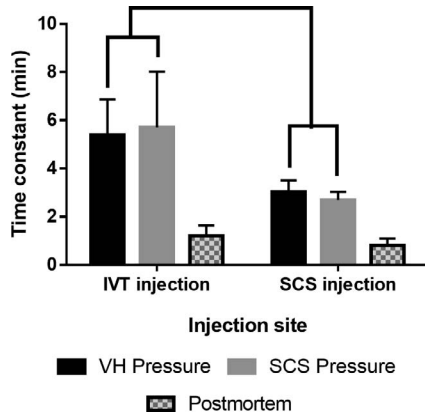 Time constant (min)
10
8
6
4
2
0
IVT injection SCS injection
Injection site
VH Pressure SCS Pressure
Postmortem